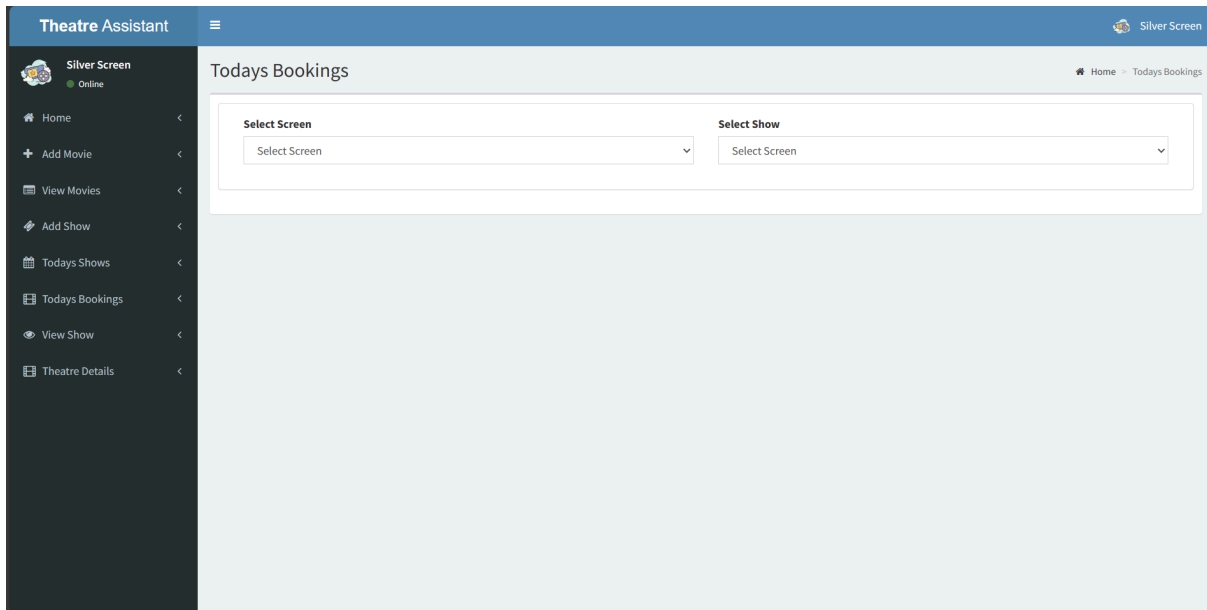 Theatre Assistant
Silver Screen
Silver Screen
Online
Home
Add Movie
View Movies
Add Show
Todays Shows
Todays Bookings
View Show
Theatre Details
Todays Bookings
Home > Todays Bookings
Select Screen
Select Screen
Select Show
Select Screen